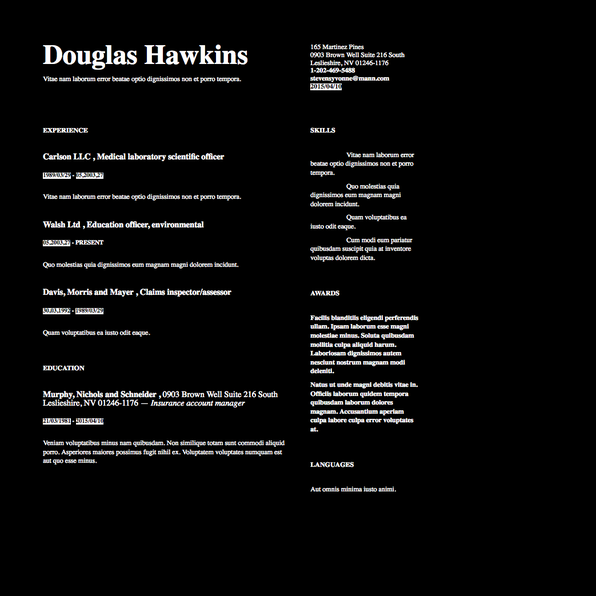 Douglas Hawkins
Vitae nam laborum error beatae optio dignissimos non et porro tempora.
165 Martinez Pines
0903 Brown Well Suite 216 South
Leslieshire, NV 01246-1176
1-202-469-5488
stevensyvonne@mann.com
2015/04/10
EXPERIENCE
Carlson LLC , Medical laboratory scientific officer
1989/03/29 - 05.2003.27
Vitae nam laborum error beatae optio dignissimos non et porro tempora.
Walsh Ltd , Education officer, environmental
05.2003.27 - PRESENT
Quo molestias quia dignissimos eum magnam magni dolorem incidunt.
Davis, Morris and Mayer , Claims inspector/assessor
30.03.1992 - 1989/03/29
Quam voluptatibus ea iusto odit eaque.
EDUCATION
Murphy, Nichols and Schneider , 0903 Brown Well Suite 216 South
Leslieshire, NV 01246-1176 — Insurance account manager
21/03/1981 - 2015/04/10
Veniam voluptatibus minus nam quibusdam. Non similique totam sunt commodi aliquid
porro. Asperiores maiores possimus fugit nihil ex. Voluptatem voluptates numquam est
aut quo esse minus.
SKILLS
Vitae nam laborum error
beatae optio dignissimos non et porro
tempora.
Quo molestias quia
dignissimos eum magnam magni
dolorem incidunt.
Quam voluptatibus ea
iusto odit eaque.
Cum modi eum pariatur
quibusdam suscipit quia at inventore
voluptas dolorem dicta.
AWARDS
Facilis blanditiis eligendi perferendis
ullam. Ipsam laborum esse magni
molestiae minus. Soluta quibusdam
mollitia culpa aliquid harum.
Laboriosam dignissimos autem
nesciunt nostrum magnam modi
deleniti.
Natus ut unde magni debitis vitae in.
Officiis laborum quidem tempora
quibusdam laborum dolores
magnam. Accusantium aperiam
culpa labore culpa error voluptates
at.
LANGUAGES
Aut omnis minima iusto animi.